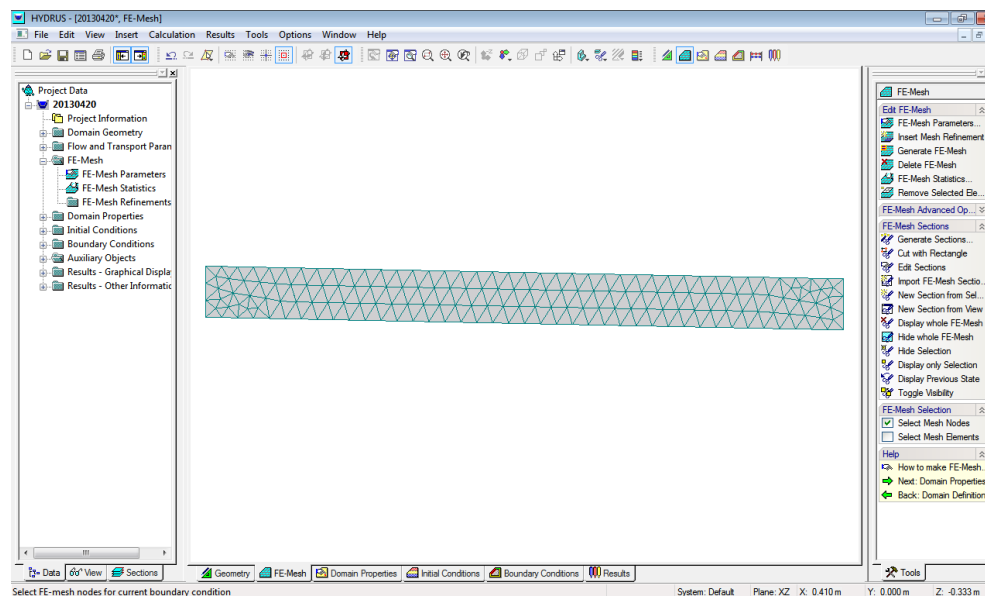 HYDRUS - [20130420*, FE-Mesh]
File Edit View Insert Calculation Results Tools Options Window Help
Project Data
20130420
Project Information
Domain Geometry
Flow and Transport Paran
FE-Mesh
FE-Mesh Parameters
FE-Mesh Statistics
FE-Mesh Refinements
Domain Properties
Initial Conditions
Boundary Conditions
Auxiliary Objects
Results - Graphical Display
Results - Other Informatic
FE-Mesh
Edit FE-Mesh
FE-Mesh Parameters...
Insert Mesh Refinement
Generate FE-Mesh
Delete FE-Mesh
FE-Mesh Statistics...
Remove Selected Ele...
FE-Mesh Advanced Op...
FE-Mesh Sections
Generate Sections...
Cut with Rectangle
Edit Sections
Import FE-Mesh Sectio...
New Section from Sel...
New Section from View
Display whole FE-Mesh
Hide whole FE-Mesh
Hide Selection
Display only Selection
Display Previous State
Toggle Visibility
FE-Mesh Selection
Select Mesh Nodes
Select Mesh Elements
Help
How to make FE-Mesh...
Next: Domain Properties
Back: Domain Definition
Data View Sections
Geometry FE-Mesh Domain Properties Initial Conditions Boundary Conditions Results
Tools
Select FE-mesh nodes for current boundary condition System: Default Plane: XZ X: 0.410 m Y: 0.000 m Z: -0.333 m